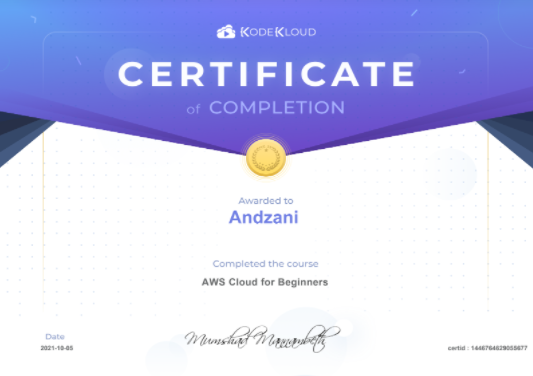 KODEKLOUD
CERTIFICATE
of COMPLETION
Awarded to
Andzani
Completed the course
AWS Cloud for Beginners
Date
2021-10-05
Mumshad Mannambeth
certid : 1446764629055677